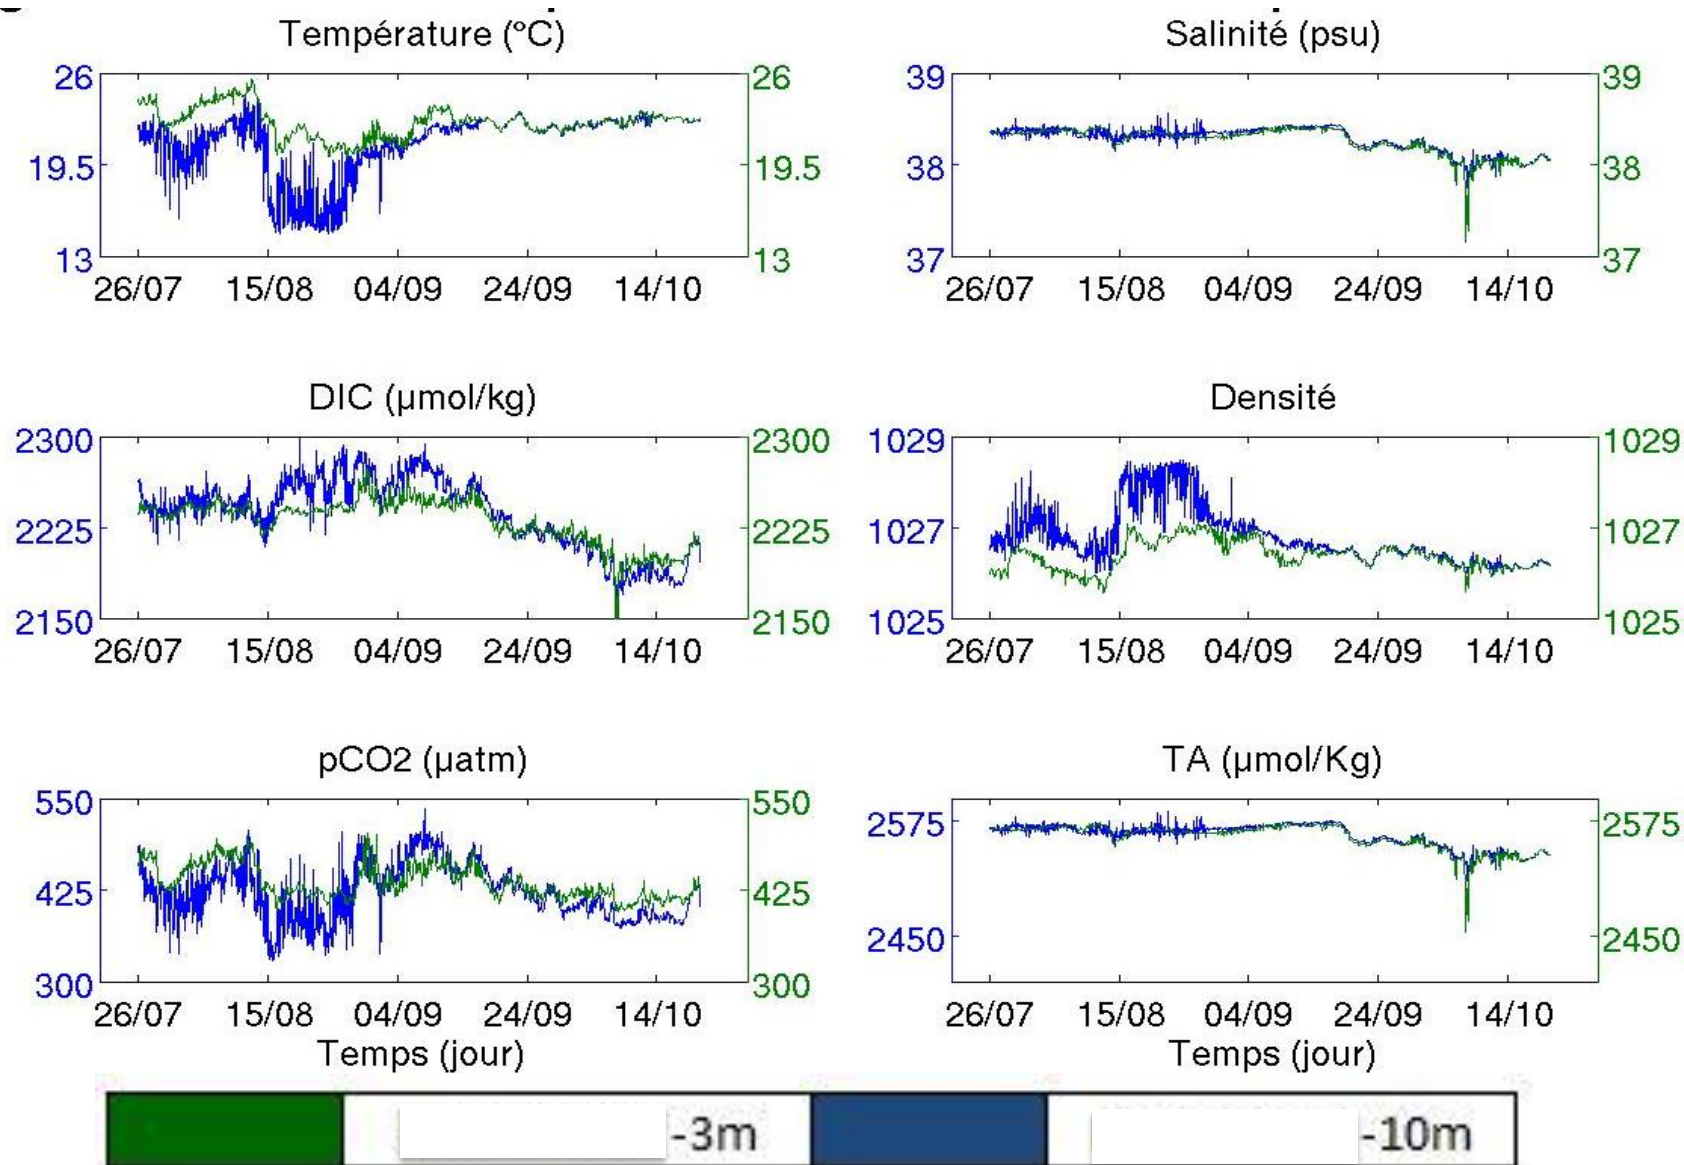 Température (°C)
26 26
19.5 19.5
13 13
26/07 15/08 04/09 24/09 14/10
Salinité (psu)
39 39
38 38
37 37
26/07 15/08 04/09 24/09 14/10
DIC (µmol/kg)
2300 2300
2225 2225
2150 2150
26/07 15/08 04/09 24/09 14/10
Densité
1029 1029
1027 1027
1025 1025
26/07 15/08 04/09 24/09 14/10
pCO2 (µatm)
550 550
425 425
300 300
26/07 15/08 04/09 24/09 14/10
Temps (jour)
TA (µmol/Kg)
2575 2575
2450 2450
26/07 15/08 04/09 24/09 14/10
Temps (jour)
-3m -10m